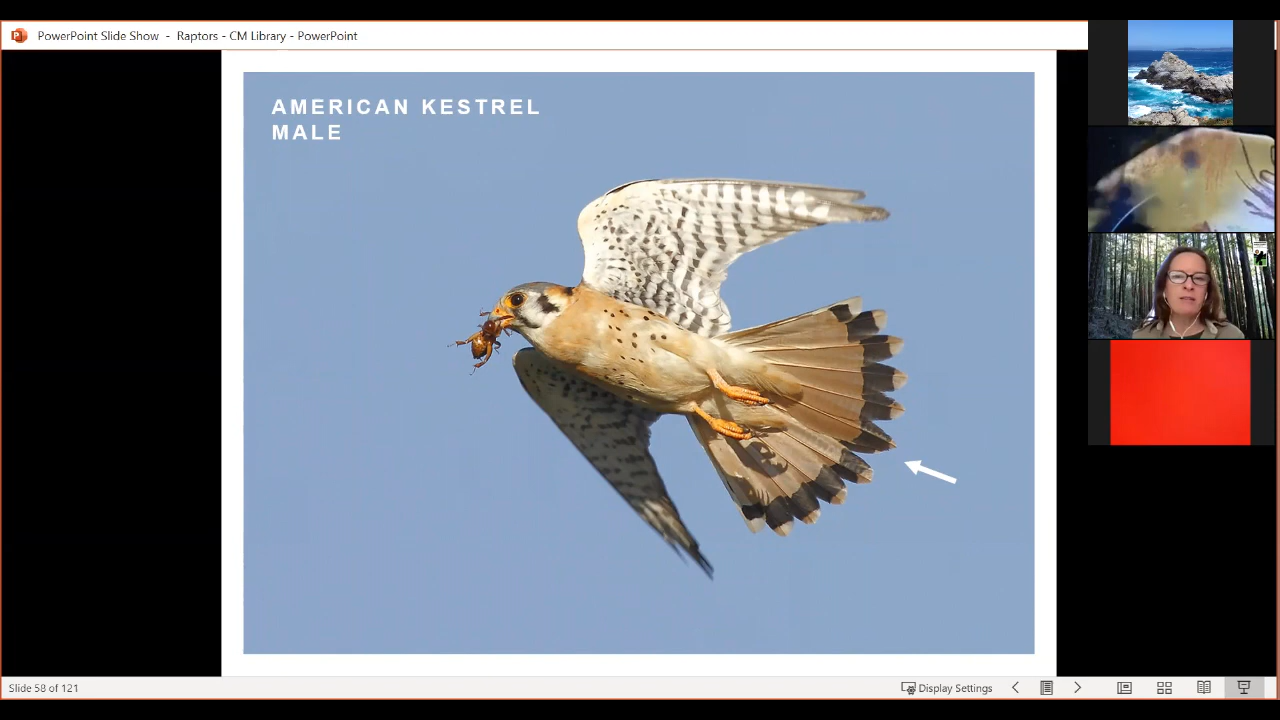 PowerPoint Slide Show - Raptors - CM Library - PowerPoint
AMERICAN KESTREL
MALE
Slide 58 of 121
Display Settings